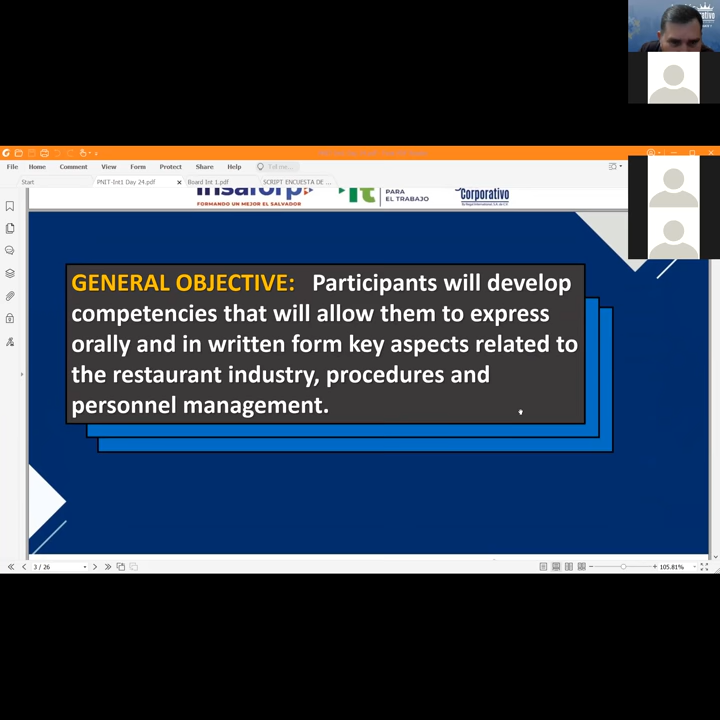 File Home Comment View Form Protect Share Help Tell me...
Start PNIT-Int1 Day 24.pdf Board Int 1.pdf SCRIPT ENCUESTA DE ...
insaforp PARA
FORMANDO UN MEJOR EL SALVADOR EL TRABAJO Corporativo
GENERAL OBJECTIVE: Participants will develop
competencies that will allow them to express
orally and in written form key aspects related to
the restaurant industry, procedures and
personnel management.
3 / 26 105.81%